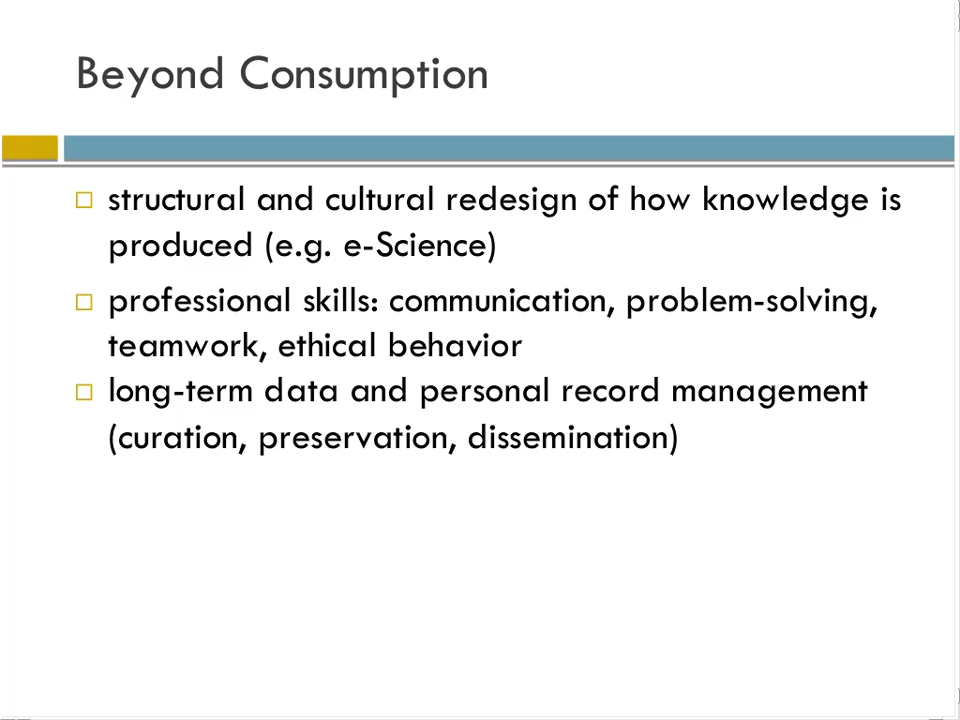 Beyond Consumption
structural and cultural redesign of how knowledge is
produced (e.g. e-Science)
professional skills: communication, problem-solving,
teamwork, ethical behavior
long-term data and personal record management
(curation, preservation, dissemination)